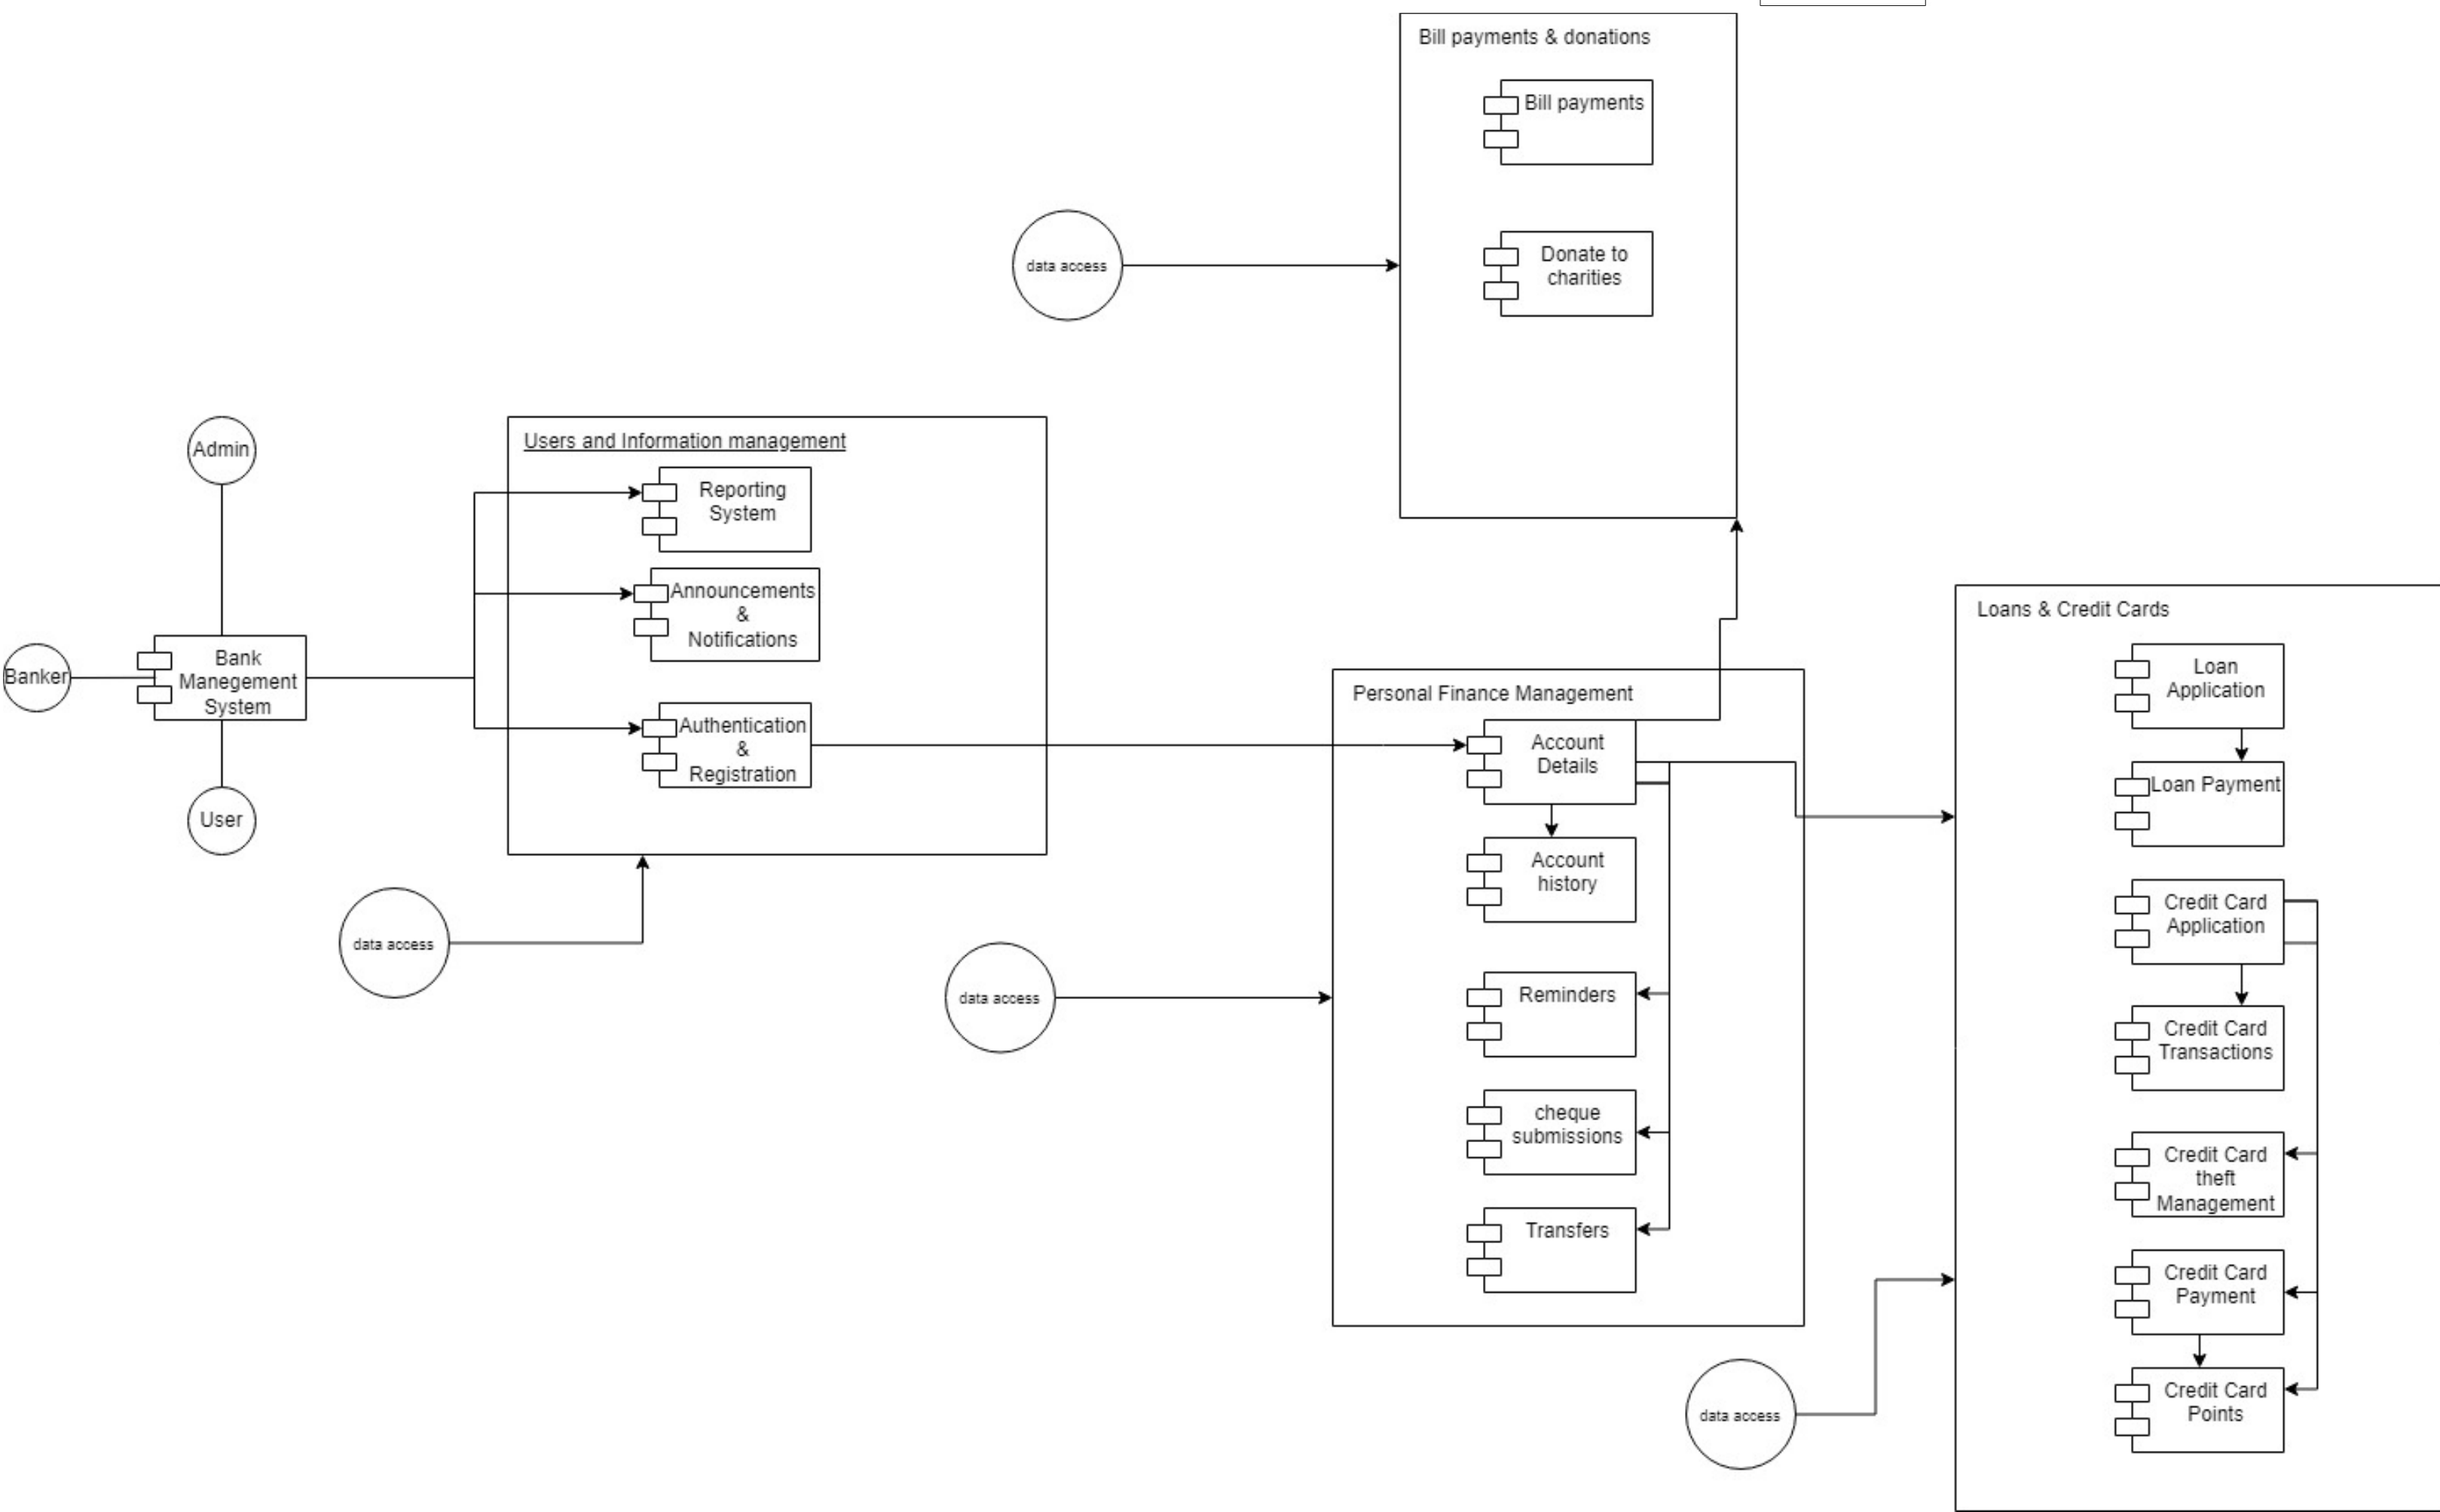 Bill payments & donations
Bill payments
Donate to
charities
data access
Admin
Banker
Bank
Manegement
System
User
Users and Information management
Reporting
System
Announcements
&
Notifications
Authentication
&
Registration
data access
Personal Finance Management
Account
Details
Account
history
Reminders
cheque
submissions
Transfers
data access
Loans & Credit Cards
Loan
Application
Loan Payment
Credit Card
Application
Credit Card
Transactions
Credit Card
theft
Management
Credit Card
Payment
Credit Card
Points
data access